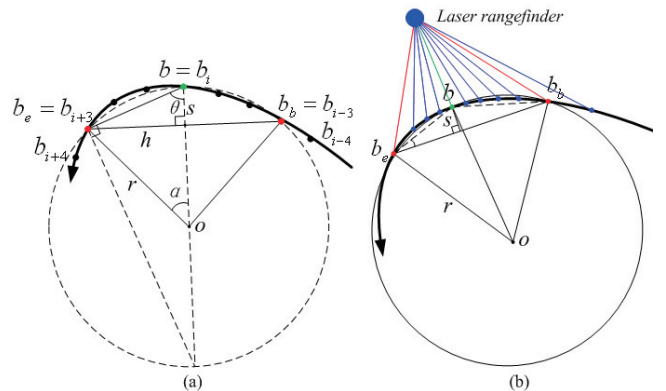 Laser rangefinder
b = b_i
b_e = b_{i+3}
θ
s
b_b = b_{i-3}
b_{i+4}
h
b_{i-4}
r
α
o
(a)
b
b_b
s
b_e
r
o
(b)